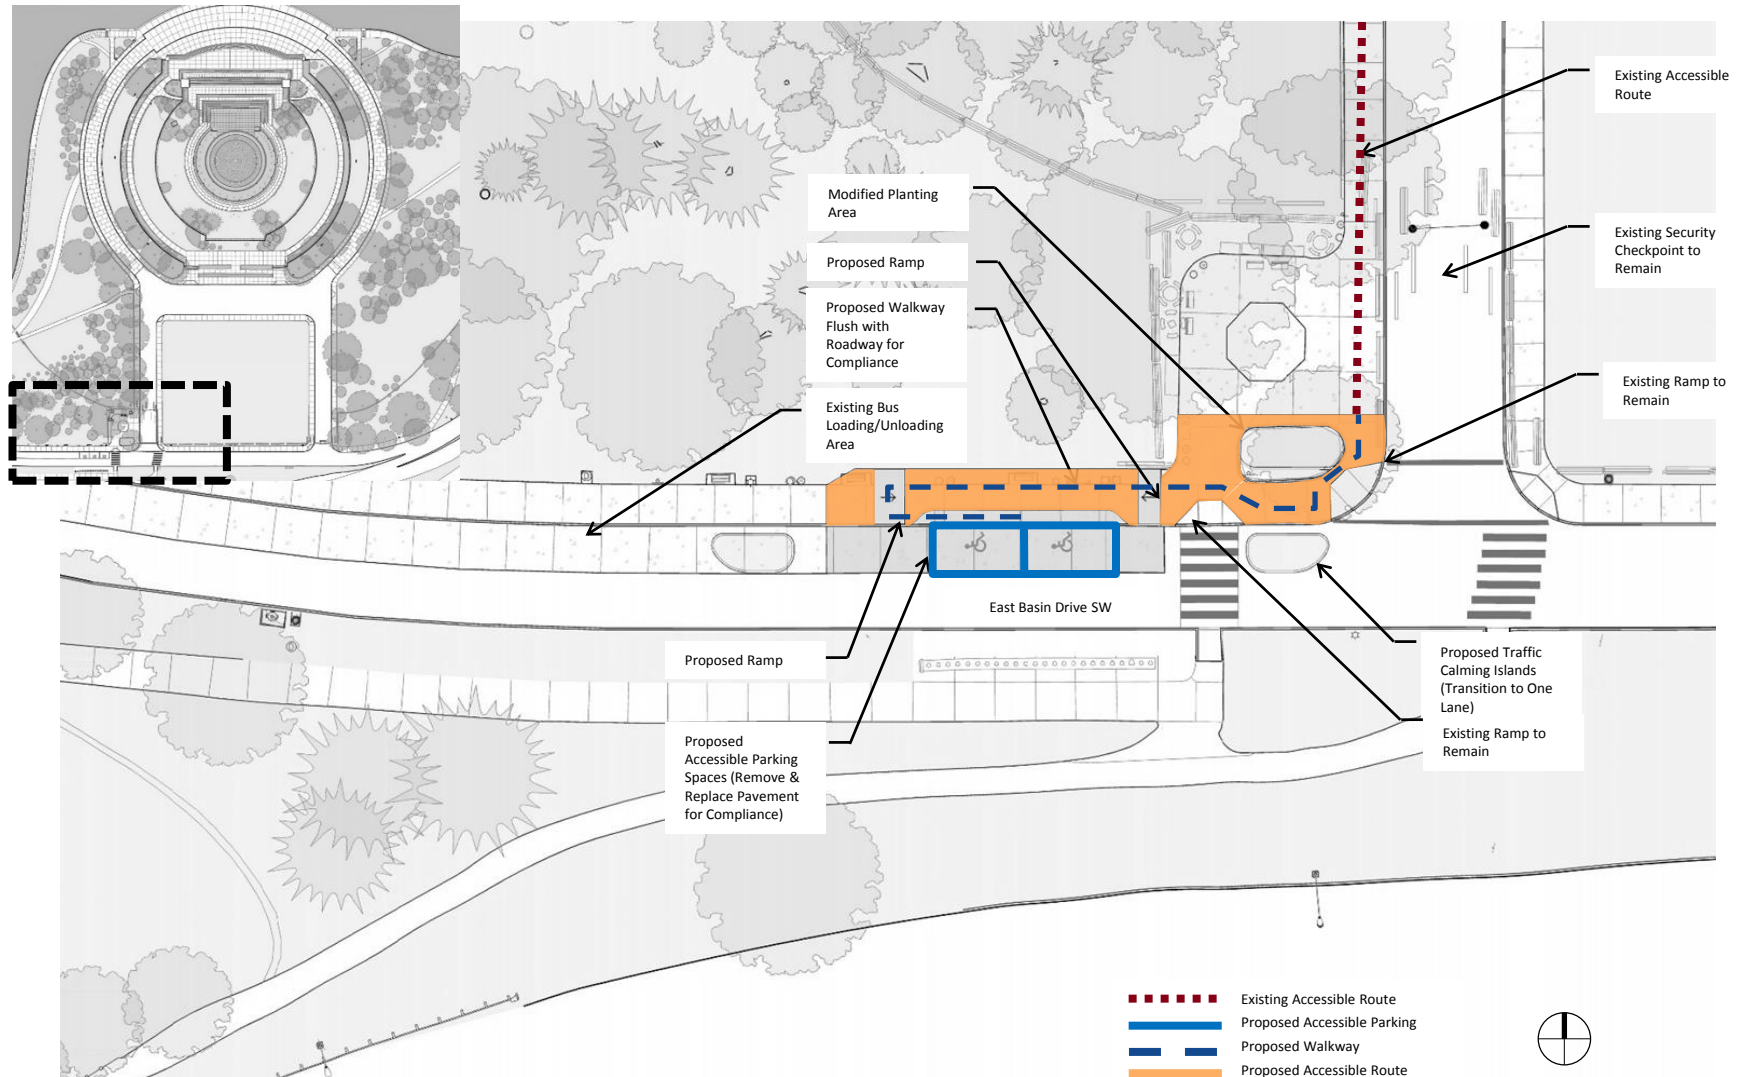 Existing Accessible
Route
Modified Planting
Area
Existing Security
Checkpoint to
Remain
Proposed Ramp
Proposed Walkway
Flush with
Roadway for
Compliance
Existing Ramp to
Remain
Existing Bus
Loading/Unloading
Area
East Basin Drive SW
Proposed Ramp
Proposed Traffic
Calming Islands
(Transition to One
Lane)
Existing Ramp to
Remain
Proposed
Accessible Parking
Spaces (Remove &
Replace Pavement
for Compliance)
Existing Accessible Route
Proposed Accessible Parking
Proposed Walkway
Proposed Accessible Route